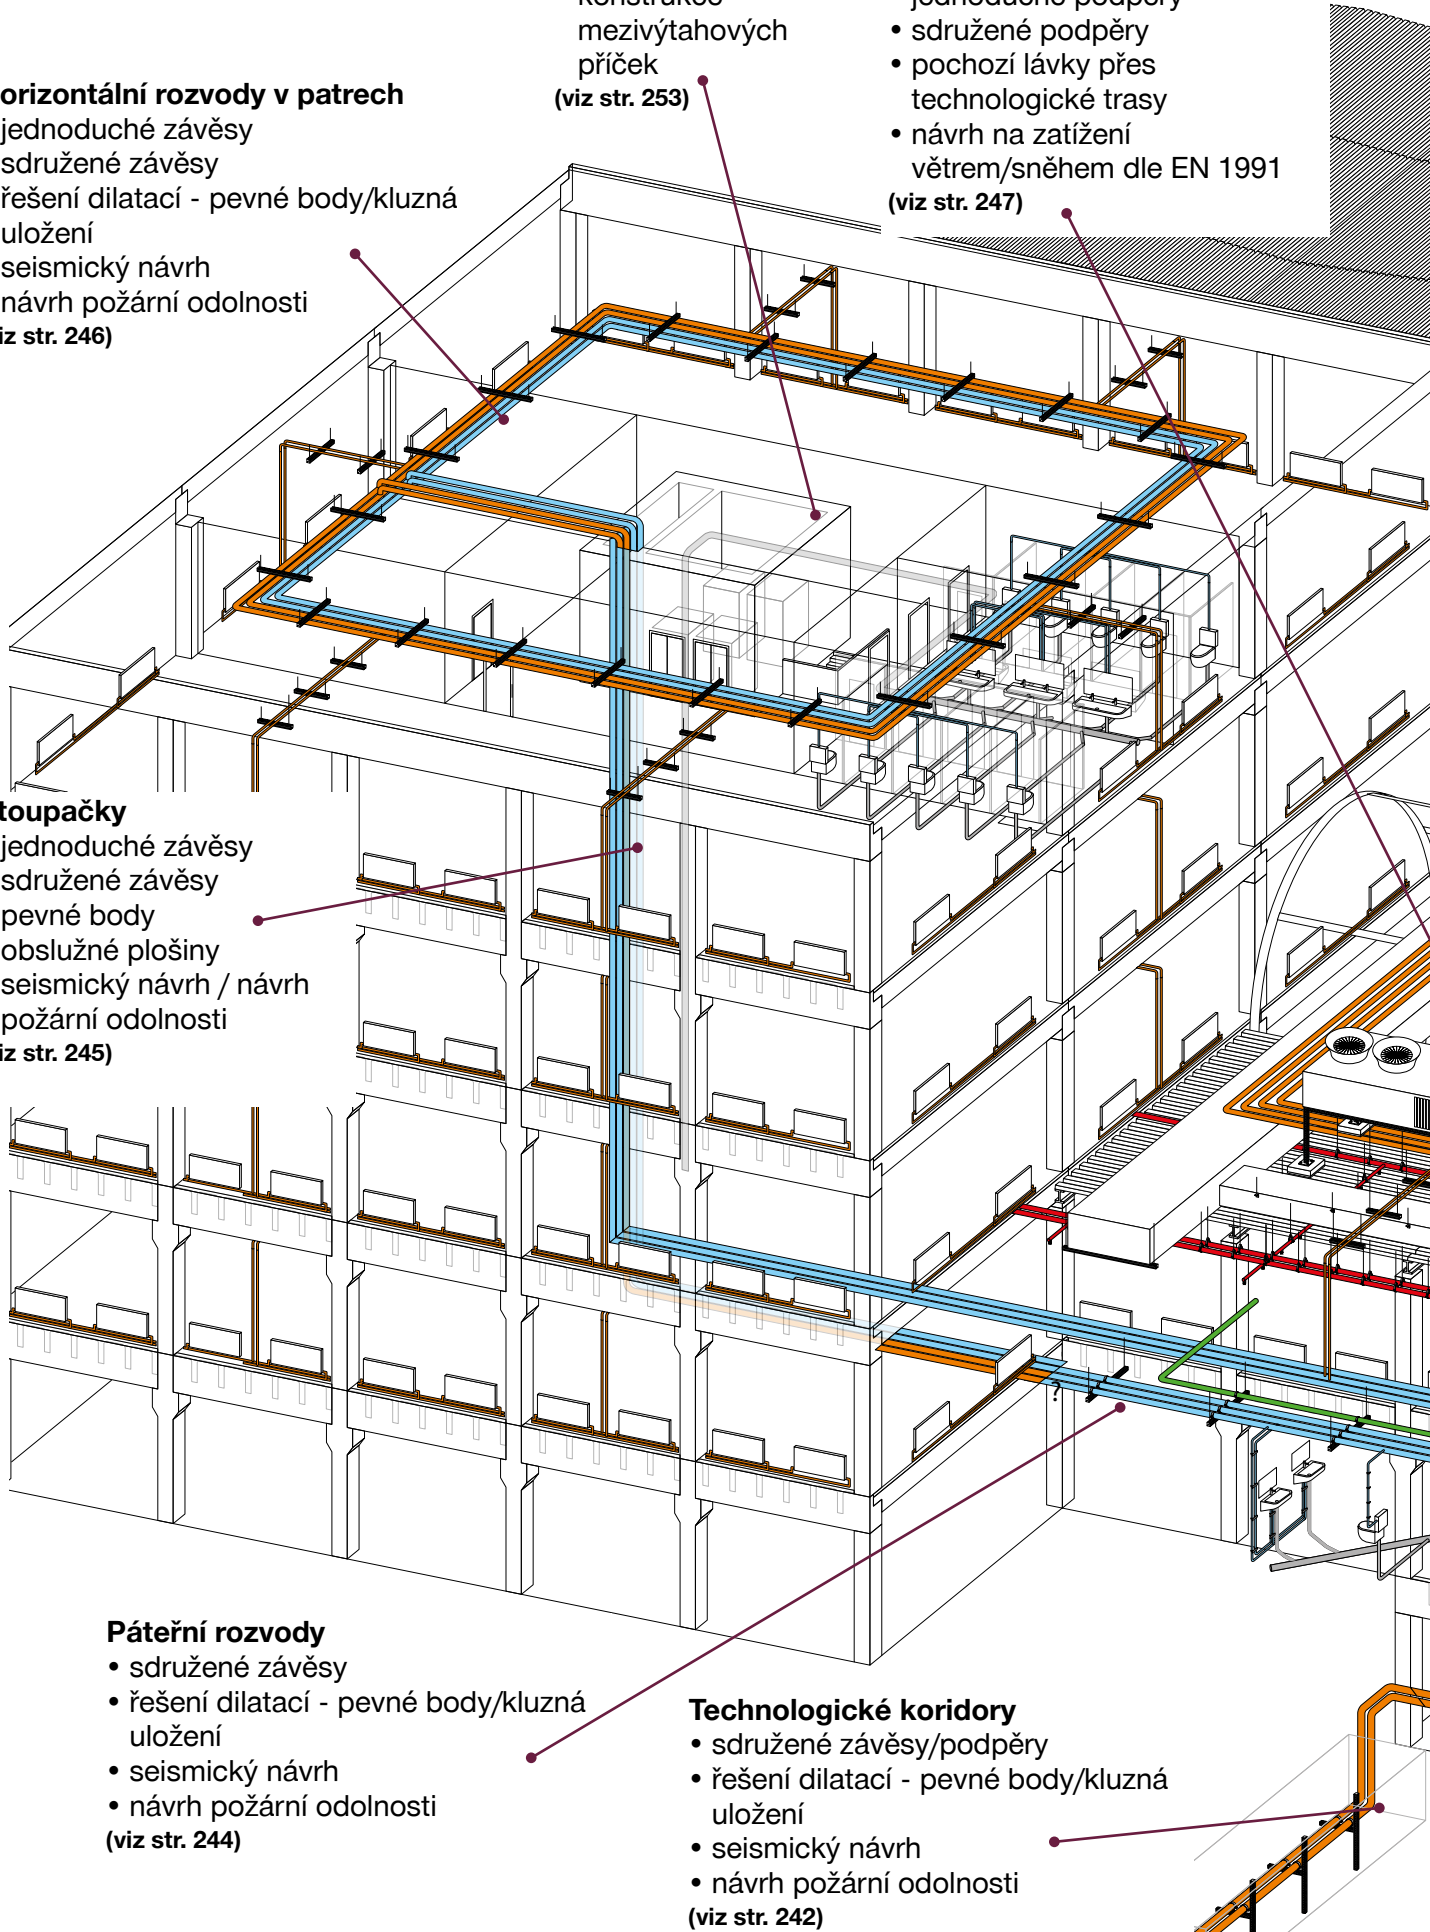 mezivýtahových
příček
(viz str. 253)
jednoduché podpěry
• sdružené podpěry
• pochozí lávky přes
technologické trasy
• návrh na zatížení
větrem/sněhem dle EN 1991
(viz str. 247)
orizontální rozvody v patrech
jednoduché závěsy
sdružené závěsy
řešení dilatací - pevné body/kluzná
uložení
seismický návrh
návrh požární odolnosti
iz str. 246)
toupačky
jednoduché závěsy
sdružené závěsy
pevné body
obslužné plošiny
seismický návrh / návrh
požární odolnosti
iz str. 245)
?
Páteřní rozvody
• sdružené závěsy
• řešení dilatací - pevné body/kluzná
uložení
• seismický návrh
• návrh požární odolnosti
(viz str. 244)
Technologické koridory
• sdružené závěsy/podpěry
• řešení dilatací - pevné body/kluzná
uložení
• seismický návrh
• návrh požární odolnosti
(viz str. 242)